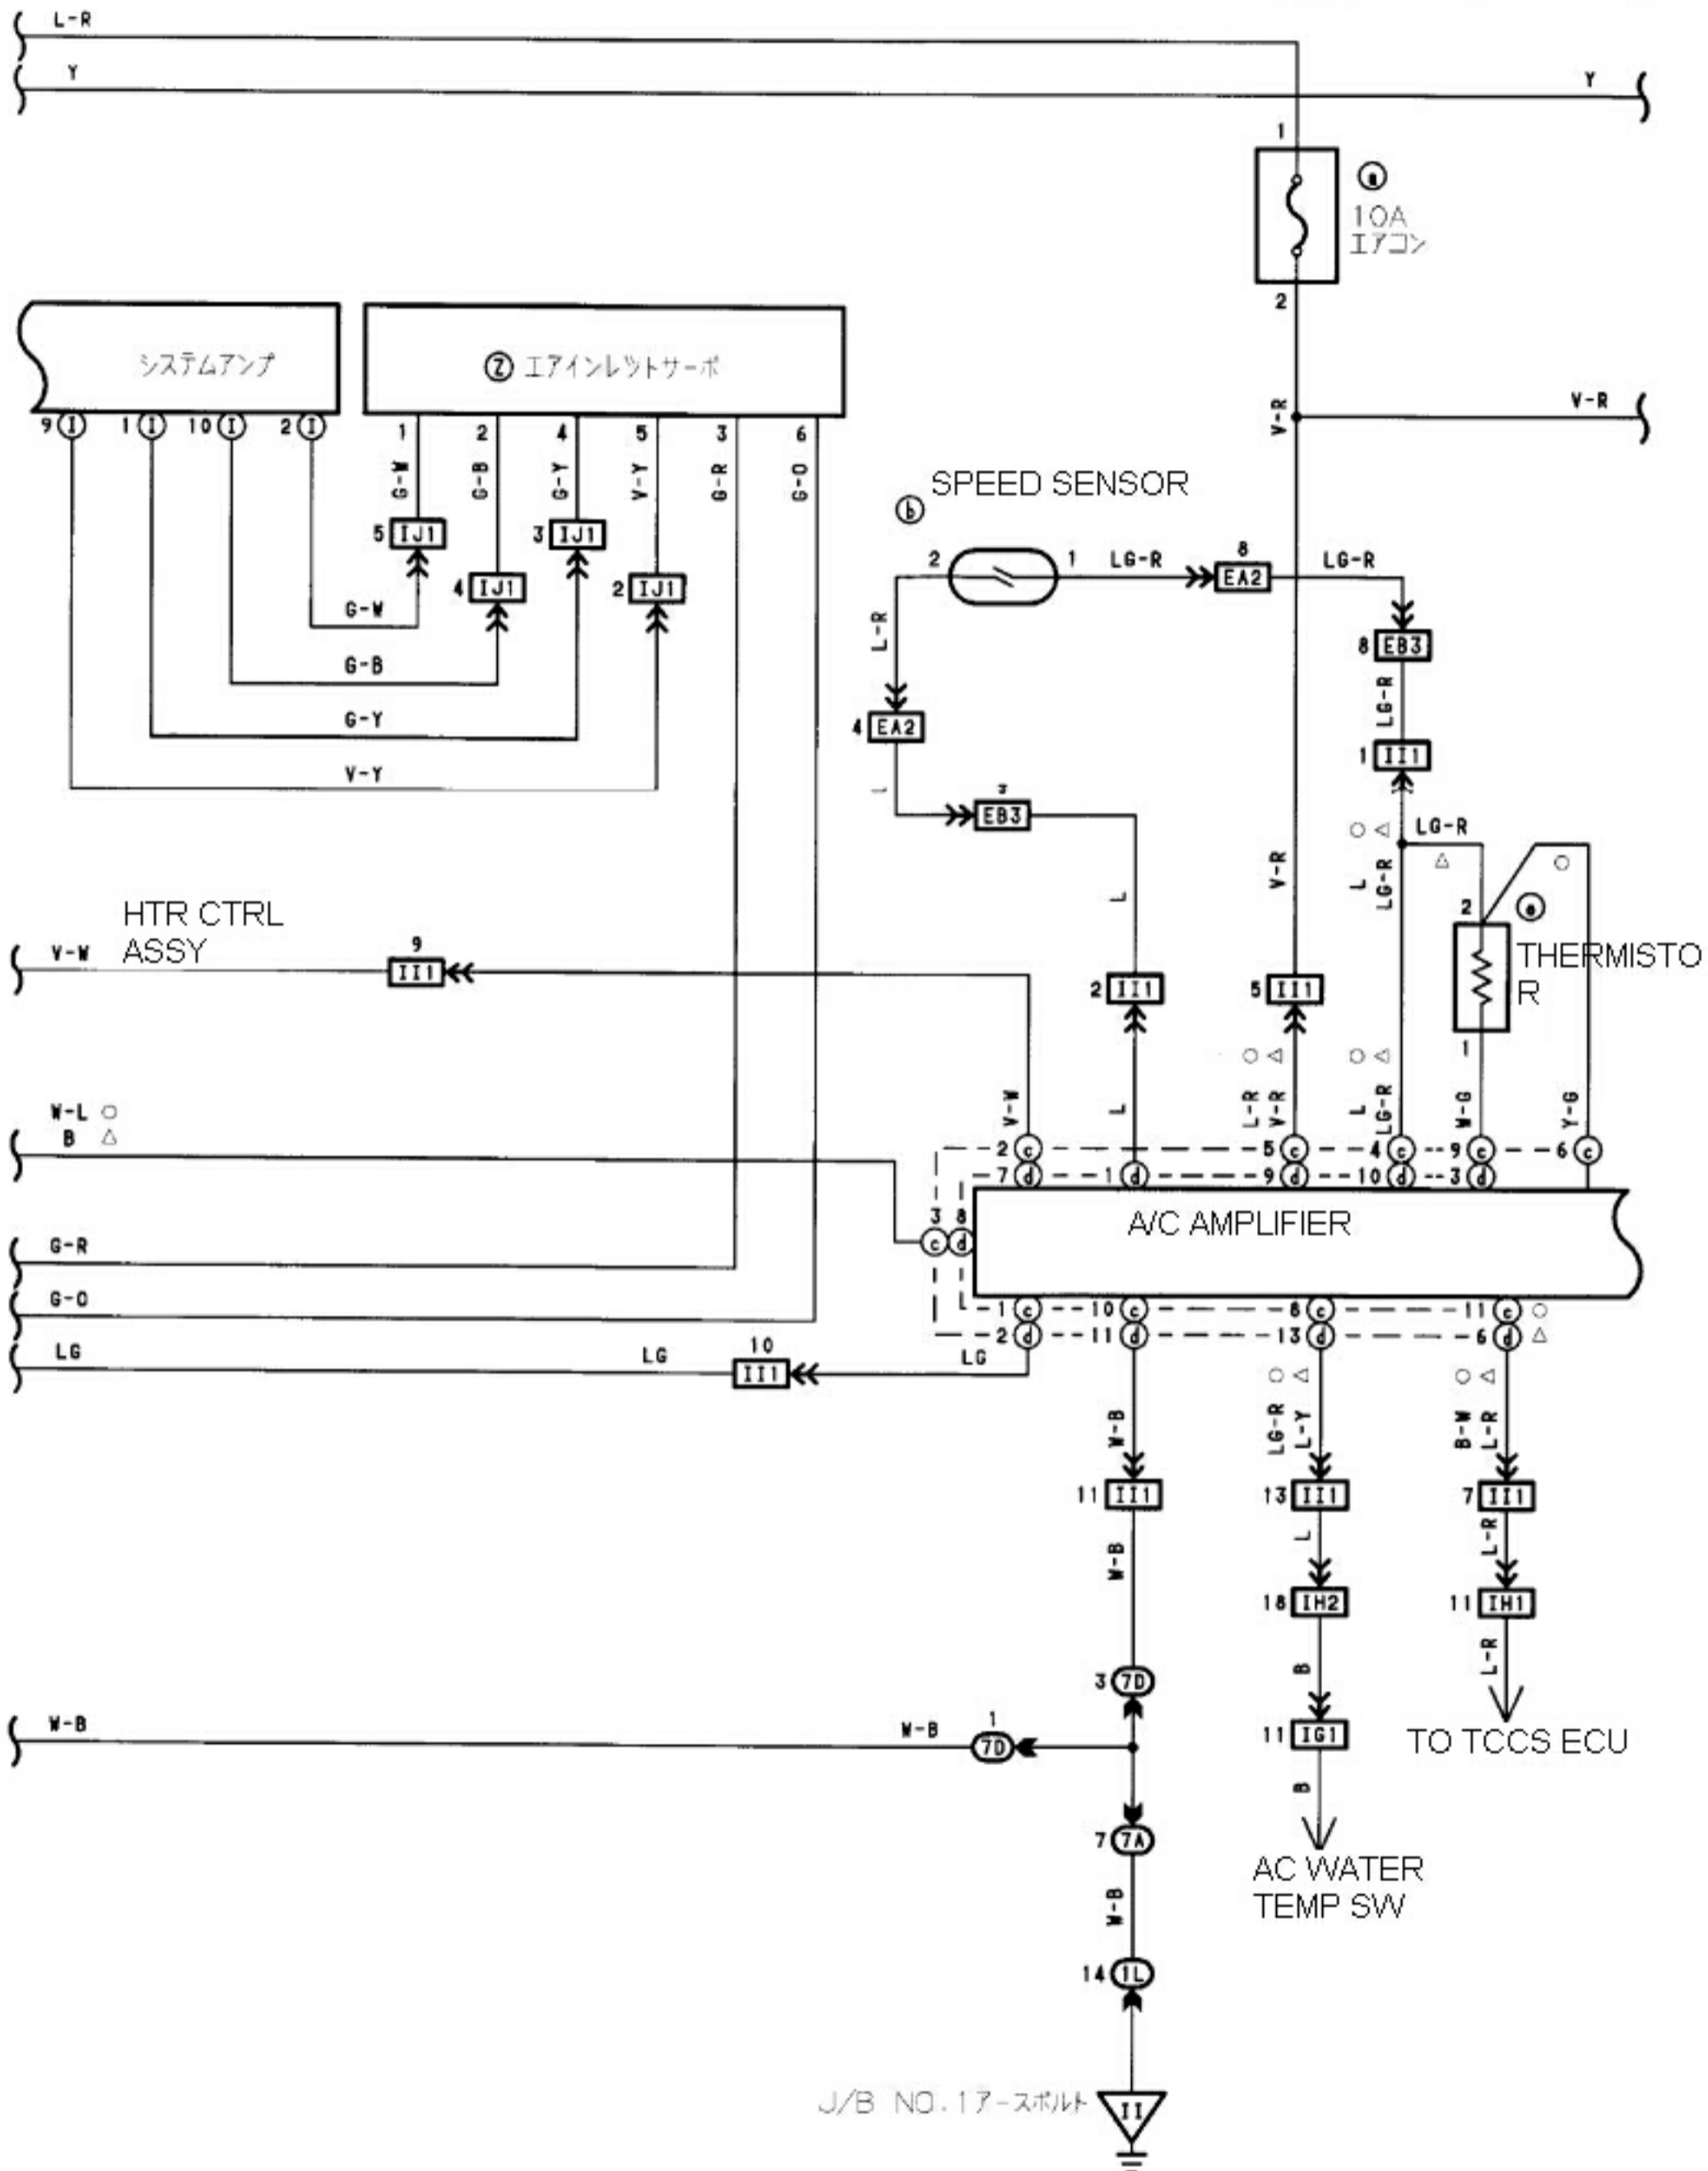 L-R
Y
Y
1
10A
エアコン
2
システムアンプ
Z エアインレットサーボ
V-R
V-R
9 I
1 I
10 I
2 I
1
2
4
5
3
6
G-W
G-B
G-Y
V-Y
G-R
G-O
SPEED SENSOR
b
5 IJ1
3 IJ1
4 IJ1
2 IJ1
2
1
LG-R
8
EA2
LG-R
G-W
L-R
8 EB3
G-B
LG-R
G-Y
4 EA2
1 II1
V-Y
L
EB3
LG-R
V-R
L
LG-R
L
HTR CTRL
ASSY
2
V-W
9
II1
THERMISTO
R
2 II1
5 II1
1
W-L
B
V-W
L
L-R
V-R
L
LG-R
W-G
Y-G
2 c
5 c
4 c
9 c
6 c
7 d
1 d
9 d
10 d
3 d
3 8
c d
A/C AMPLIFIER
G-R
G-O
1 c
10 c
8 c
11 c
2 d
11 d
13 d
6 d
LG
LG
10
II1
LG
W-B
LG-R
L-Y
B-W
L-R
11 II1
13 II1
7 II1
W-B
L
L-R
18 IH2
11 IH1
B
L-R
3 7D
W-B
W-B
1
7D
11 IG1
TO TCCS ECU
B
7 7A
AC WATER
TEMP SW
W-B
14 1L
J/B NO.1アースボルト
II